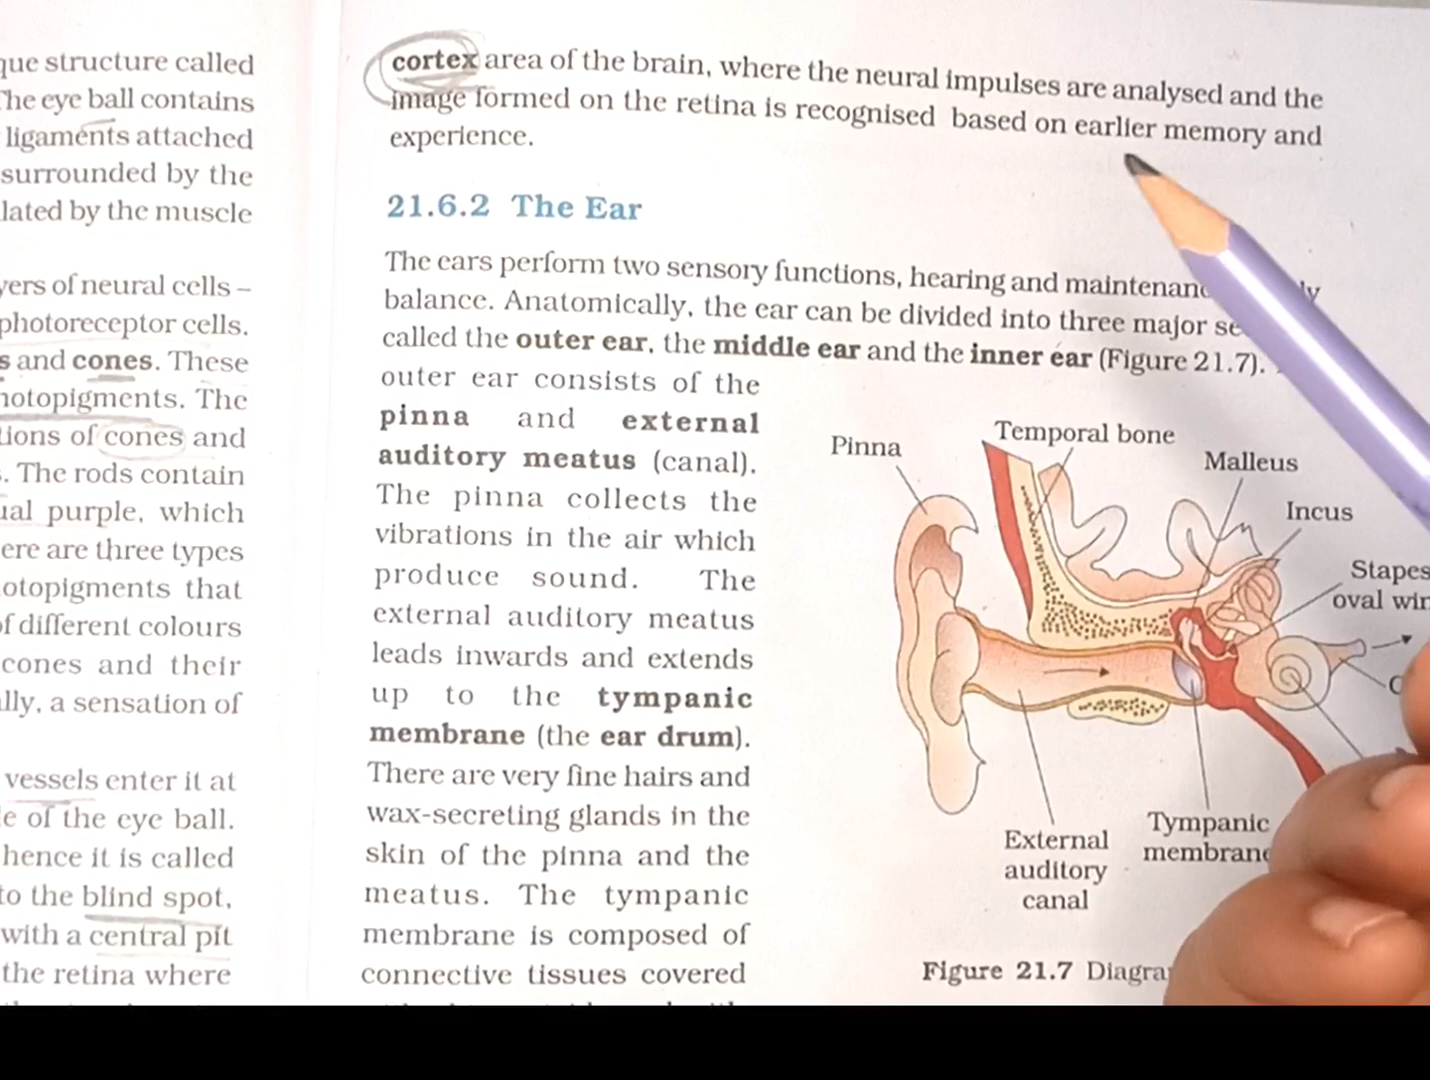 que structure called
The eye ball contains
ligaments attached
surrounded by the
lated by the muscle
yers of neural cells –
photoreceptor cells.
s and cones. These
hotopigments. The
tions of cones and
. The rods contain
ual purple, which
ere are three types
otopigments that
of different colours
cones and their
lly, a sensation of
vessels enter it at
e of the eye ball.
hence it is called
to the blind spot,
with a central pit
the retina where
cortex area of the brain, where the neural impulses are analysed and the
image formed on the retina is recognised based on earlier memory and
experience.
21.6.2 The Ear
The ears perform two sensory functions, hearing and maintenanc ly
balance. Anatomically, the ear can be divided into three major se
called the outer ear, the middle ear and the inner ear (Figure 21.7).
outer ear consists of the
pinna and external
auditory meatus (canal).
The pinna collects the
vibrations in the air which
produce sound. The
external auditory meatus
leads inwards and extends
up to the tympanic
membrane (the ear drum).
There are very fine hairs and
wax-secreting glands in the
skin of the pinna and the
meatus. The tympanic
membrane is composed of
connective tissues covered
Pinna
Temporal bone
Malleus
Incus
Stapes
oval win
C
External
auditory
canal
Tympanic
membrane
Figure 21.7 Diagra